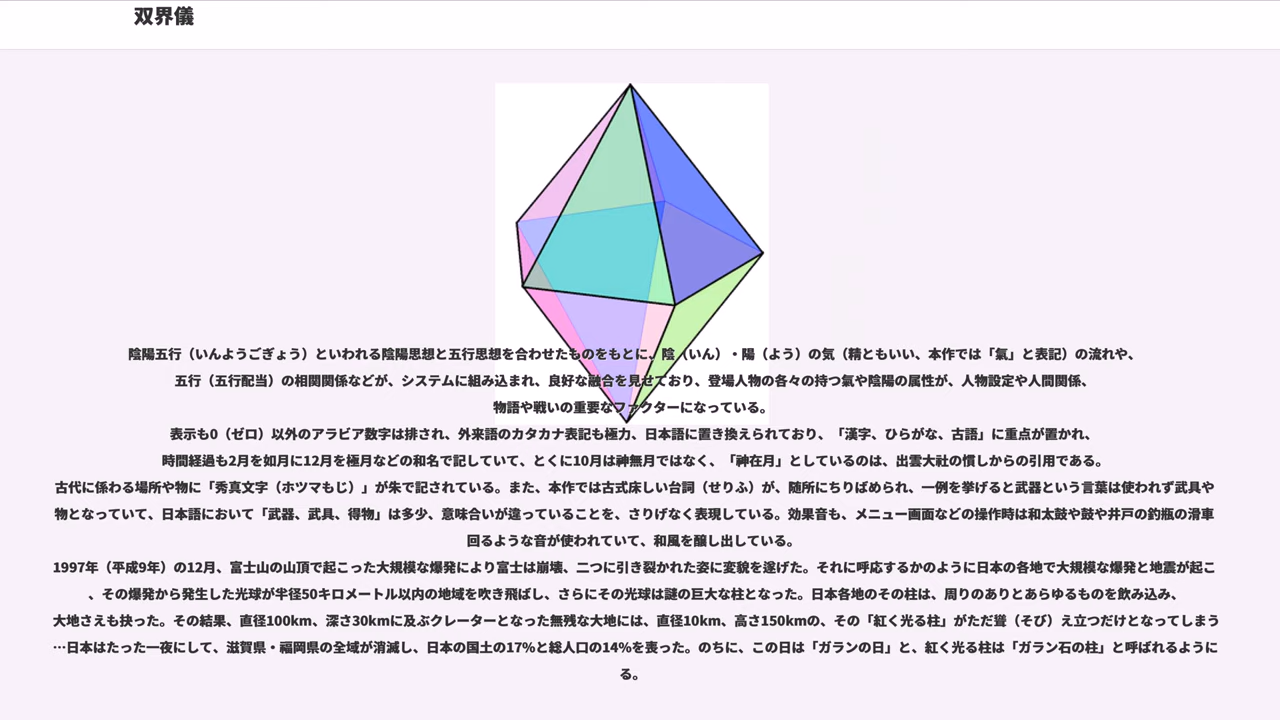 双界儀
陰陽五行（いんようごぎょう）といわれる陰陽思想と五行思想を合わせたものをもとに、陰（いん）・陽（よう）の気（精ともいい、本作では「氣」と表記）の流れや、
五行（五行配当）の相関関係などが、システムに組み込まれ、良好な融合を見せており、登場人物の各々の持つ氣や陰陽の属性が、人物設定や人間関係、
物語や戦いの重要なファクターになっている。
表示も0（ゼロ）以外のアラビア数字は排され、外来語のカタカナ表記も極力、日本語に置き換えられており、「漢字、ひらがな、古語」に重点が置かれ、
時間経過も2月を如月に12月を極月などの和名で記していて、とくに10月は神無月ではなく、「神在月」としているのは、出雲大社の慣しからの引用である。
古代に係わる場所や物に「秀真文字（ホツマもじ）」が朱で記されている。また、本作では古式床しい台詞（せりふ）が、随所にちりばめられ、一例を挙げると武器という言葉は使われず武具や
物となっていて、日本語において「武器、武具、得物」は多少、意味合いが違っていることを、さりげなく表現している。効果音も、メニュー画面などの操作時は和太鼓や鼓や井戸の釣瓶の滑車
回るような音が使われていて、和風を醸し出している。
1997年（平成9年）の12月、富士山の山頂で起こった大規模な爆発により富士は崩壊、二つに引き裂かれた姿に変貌を遂げた。それに呼応するかのように日本の各地で大規模な爆発と地震が起こ
、その爆発から発生した光球が半径50キロメートル以内の地域を吹き飛ばし、さらにその光球は謎の巨大な柱となった。日本各地のその柱は、周りのありとあらゆるものを飲み込み、
大地さえも抉った。その結果、直径100km、深さ30kmに及ぶクレーターとなった無残な大地には、直径10km、高さ150kmの、その「紅く光る柱」がただ聳（そび）え立つだけとなってしまう
…日本はたった一夜にして、滋賀県・福岡県の全域が消滅し、日本の国土の17%と総人口の14%を喪った。のちに、この日は「ガランの日」と、紅く光る柱は「ガラン石の柱」と呼ばれるように
る。